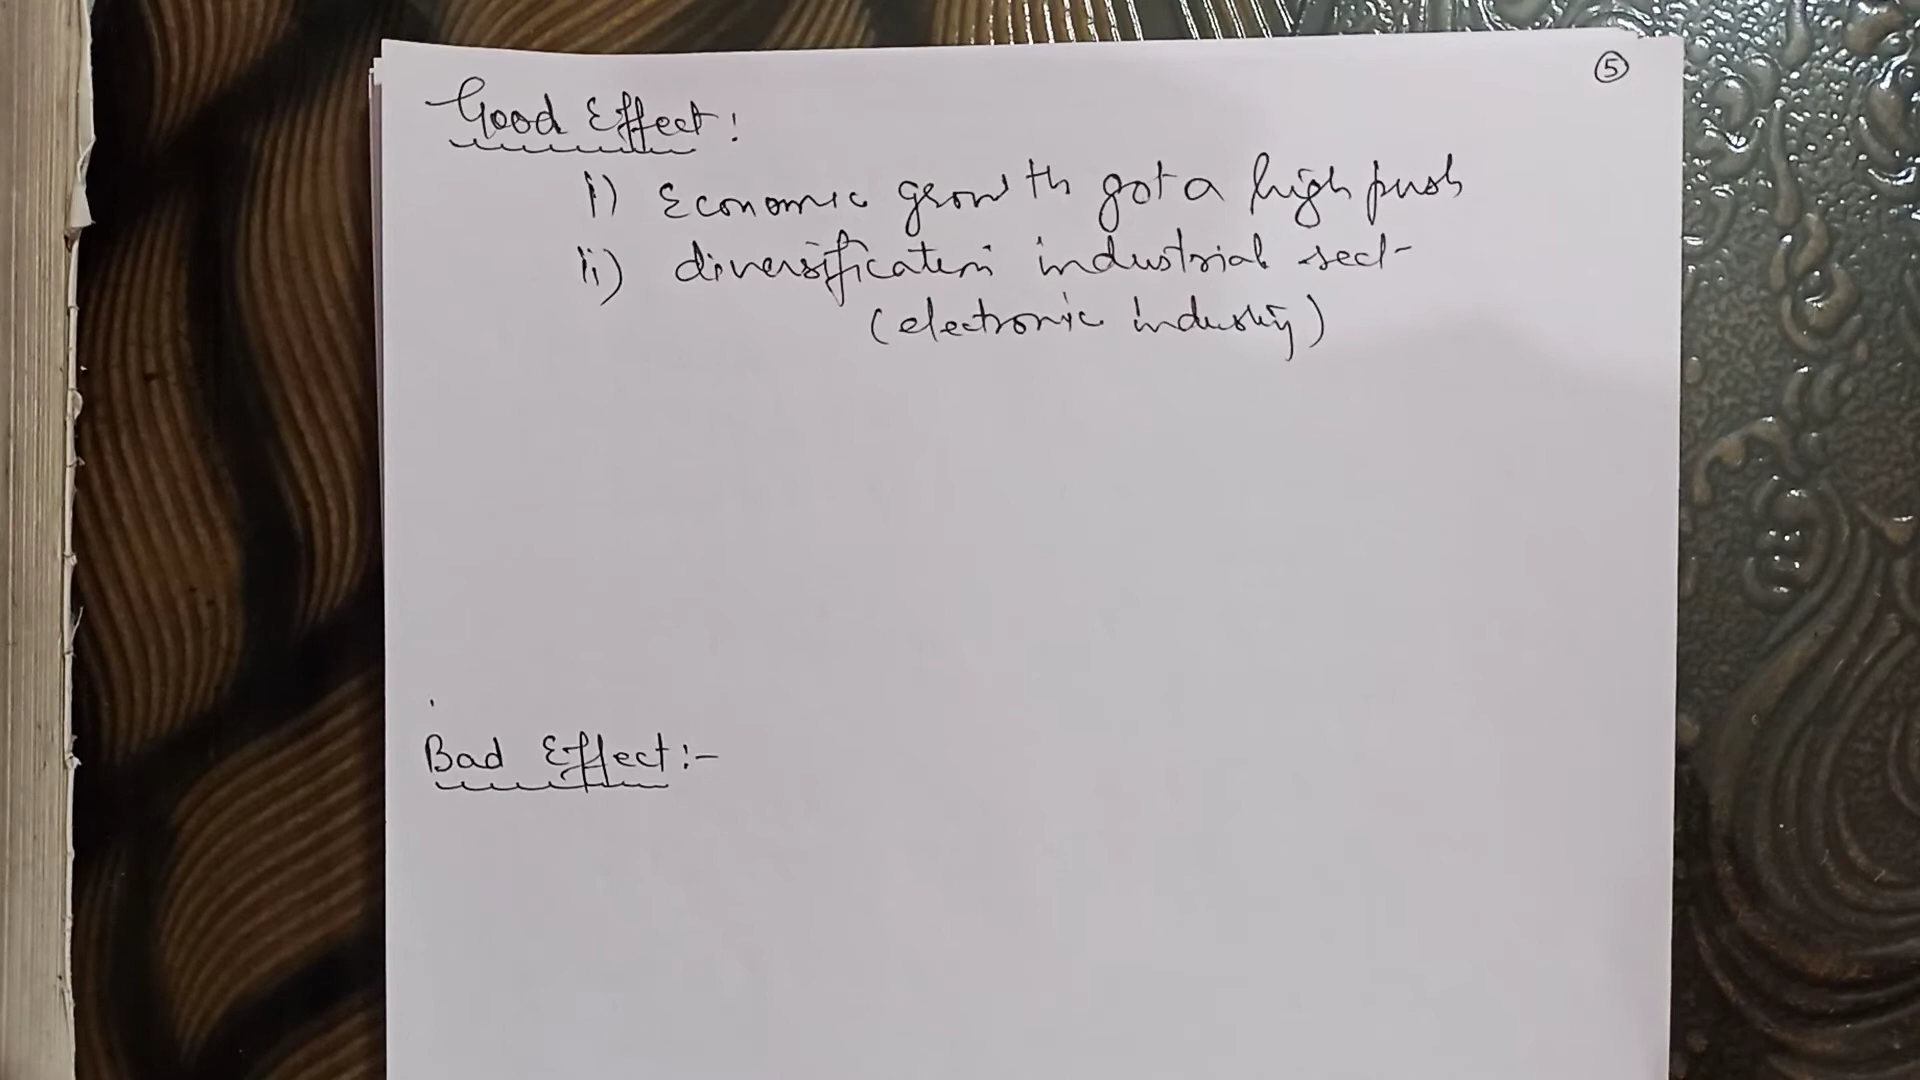 ⑤
Good Effect :
i) Economic growth got a high push
ii) diversification industrial sect-
(electronic industry)
Bad Effect :-